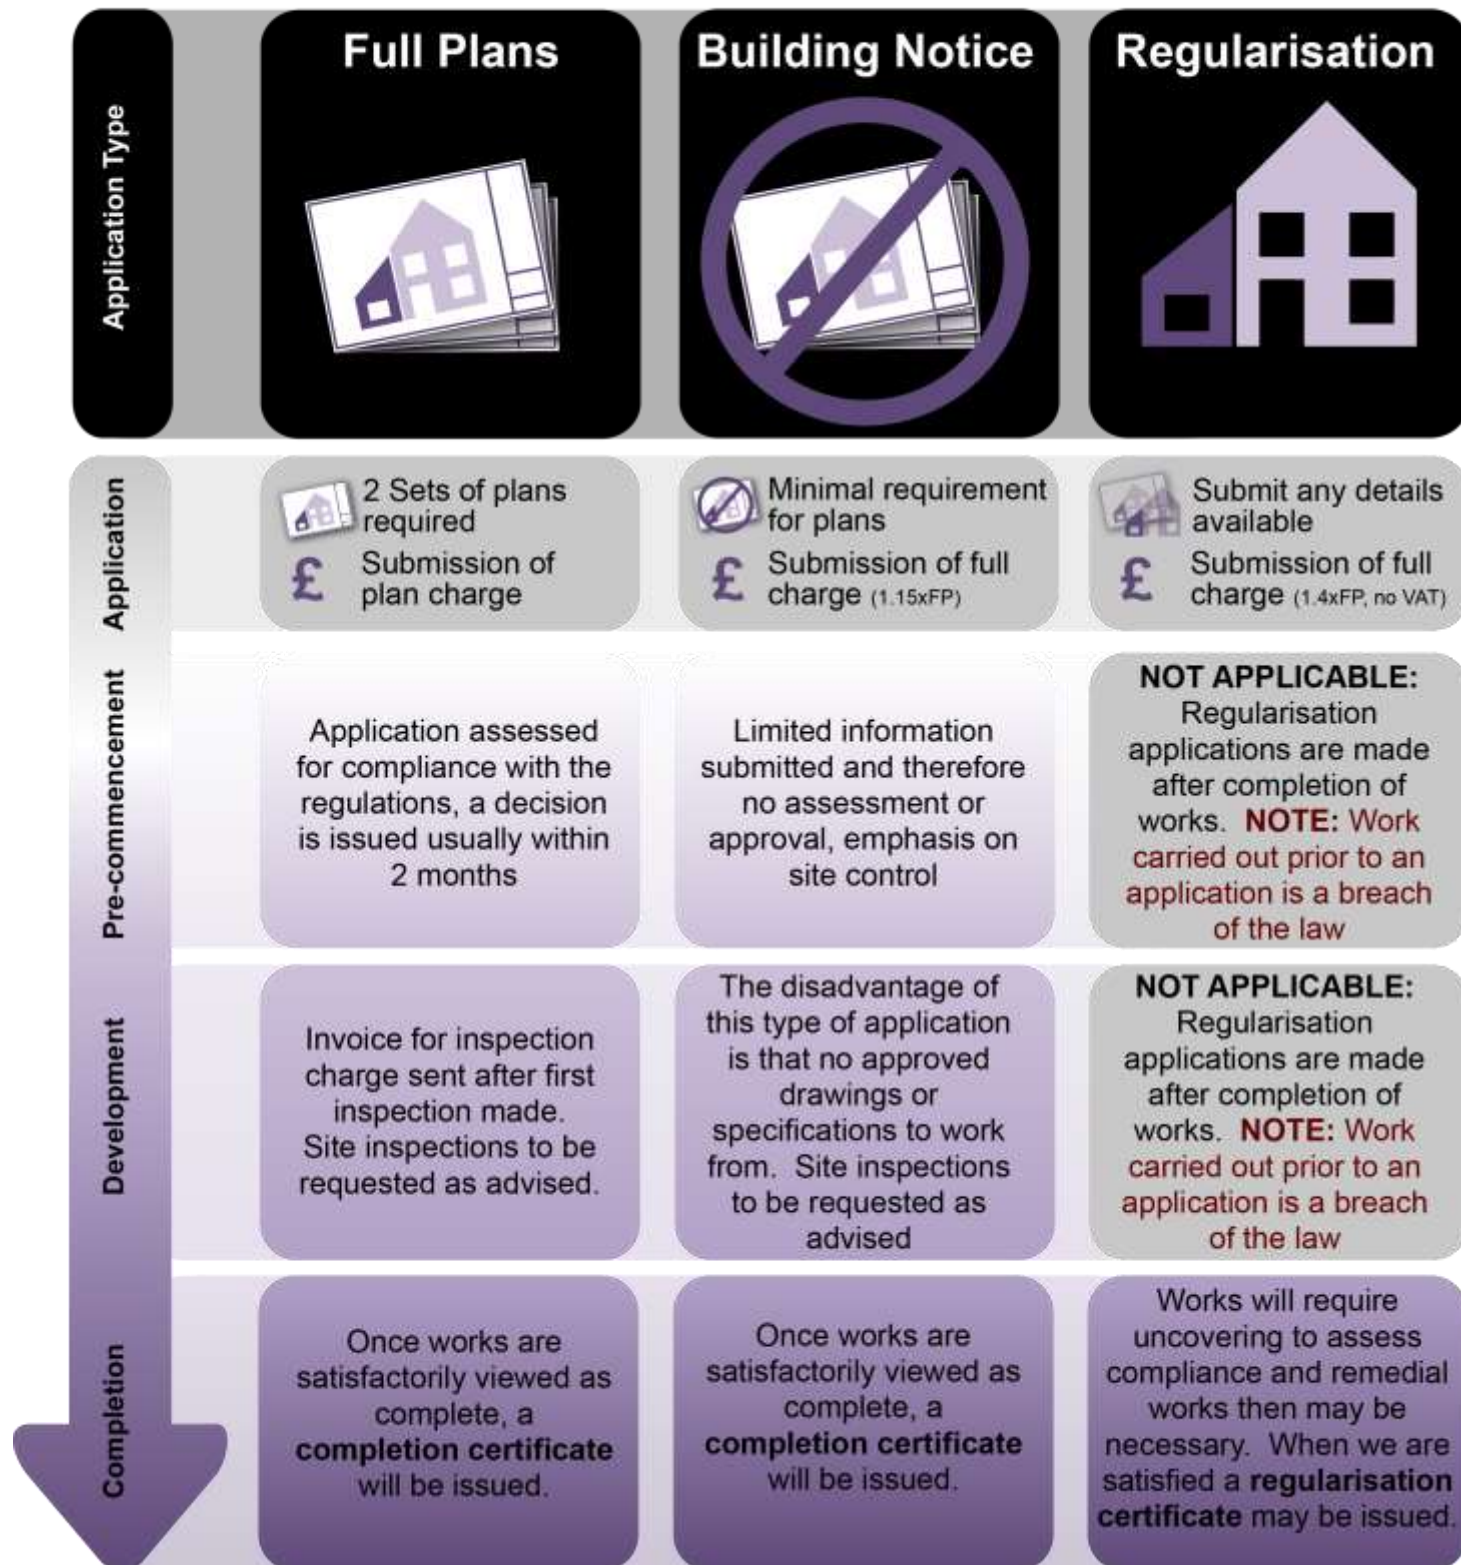 Application Type
Full Plans
Building Notice
Regularisation
Application
2 Sets of plans
required
£ Submission of
plan charge
Minimal requirement
for plans
£ Submission of full
charge (1.15xFP)
Submit any details
available
£ Submission of full
charge (1.4xFP, no VAT)
Pre-commencement
Application assessed
for compliance with the
regulations, a decision
is issued usually within
2 months
Limited information
submitted and therefore
no assessment or
approval, emphasis on
site control
NOT APPLICABLE:
Regularisation
applications are made
after completion of
works. NOTE: Work
carried out prior to an
application is a breach
of the law
Development
Invoice for inspection
charge sent after first
inspection made.
Site inspections to be
requested as advised.
The disadvantage of
this type of application
is that no approved
drawings or
specifications to work
from. Site inspections
to be requested as
advised
NOT APPLICABLE:
Regularisation
applications are made
after completion of
works. NOTE: Work
carried out prior to an
application is a breach
of the law
Completion
Once works are
satisfactorily viewed as
complete, a
completion certificate
will be issued.
Once works are
satisfactorily viewed as
complete, a
completion certificate
will be issued.
Works will require
uncovering to assess
compliance and remedial
works then may be
necessary. When we are
satisfied a regularisation
certificate may be issued.